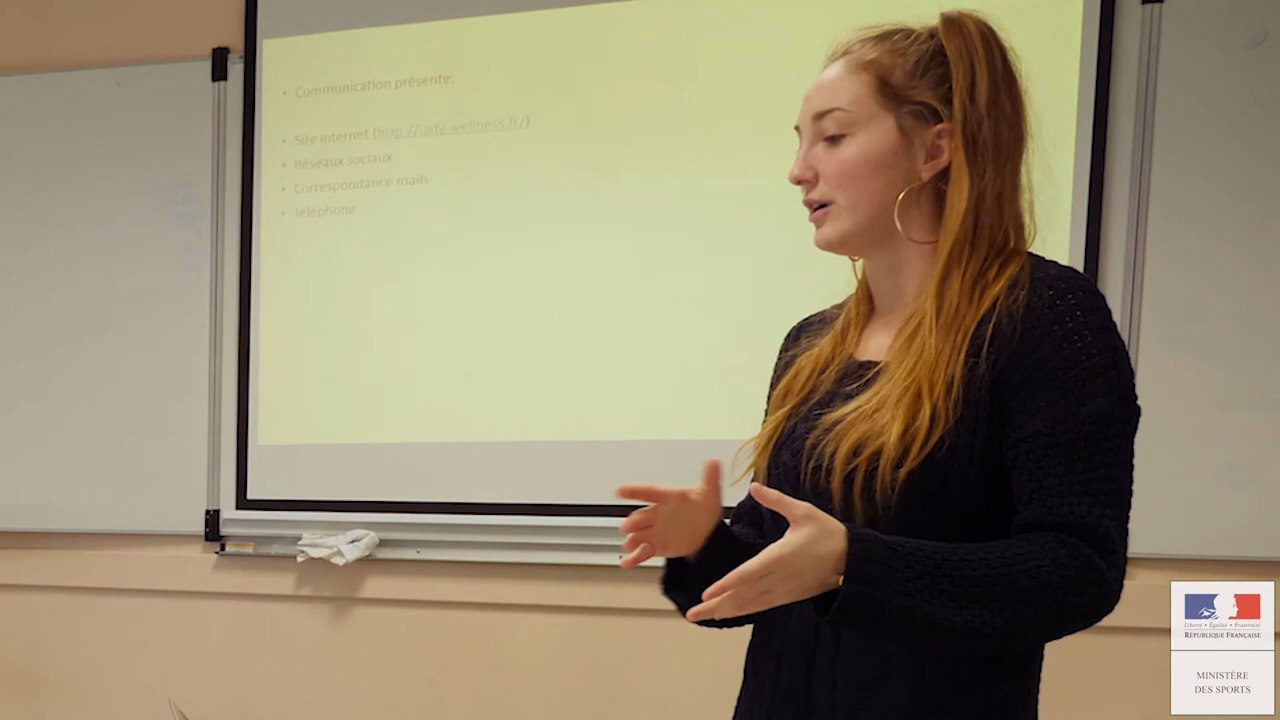 • Communication présente:
• Site internet (http://lady-wellness.fr/)
• Réseaux sociaux
• Correspondance mails
• Téléphone
Liberté • Égalité • Fraternité
RÉPUBLIQUE FRANÇAISE
MINISTÈRE
DES SPORTS